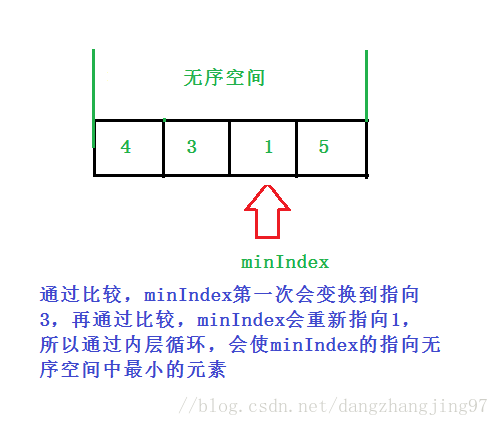 无序空间
4 3 1 5
minIndex
通过比较，minIndex第一次会变换到指向
3，再通过比较，minIndex会重新指向1，
所以通过内层循环，会使minIndex的指向无
序空间中最小的元素
//blog.csdn.net/dangzhangjing97